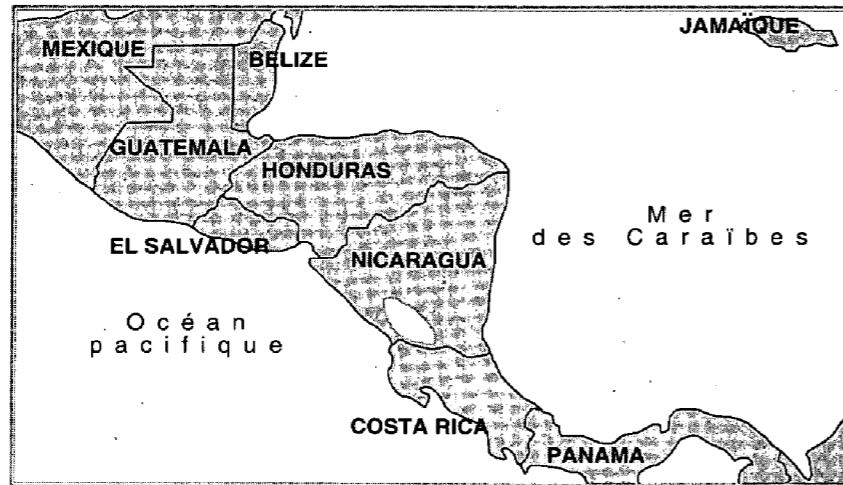 JAMAÏQUE
MEXIQUE
BELIZE
GUATEMALA
HONDURAS
Mer
des Caraïbes
EL SALVADOR
NICARAGUA
Océan
pacifique
COSTA RICA
PANAMA